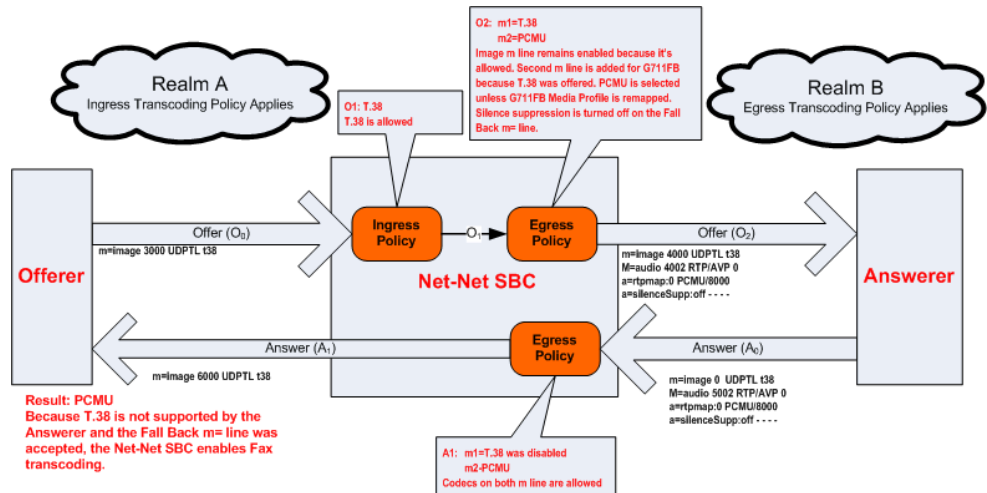 O2: m1=T.38
m2=PCMU
Image m line remains enabled because it's
allowed. Second m line is added for G711FB
because T.38 was offered. PCMU is selected
unless G711FB Media Profile is remapped.
Silence suppression is turned off on the Fall
Back m= line.
Realm A
Ingress Transcoding Policy Applies
Realm B
Egress Transcoding Policy Applies
O1: T.38
T.38 is allowed
Offerer
Offer (O0)
m=image 3000 UDPTL t38
Ingress
Policy
O1
Egress
Policy
Net-Net SBC
Offer (O2)
m=image 4000 UDPTL t38
M=audio 4002 RTP/AVP 0
a=rtpmap:0 PCMU/8000
a=silenceSupp:off - - - -
Answerer
Answer (A1)
m=image 6000 UDPTL t38
Egress
Policy
Answer (A0)
m=image 0 UDPTL t38
M=audio 5002 RTP/AVP 0
a=rtpmap:0 PCMU/8000
a=silenceSupp:off - - - -
Result: PCMU
Because T.38 is not supported by the
Answerer and the Fall Back m= line was
accepted, the Net-Net SBC enables Fax
transcoding.
A1: m1=T.38 was disabled
m2-PCMU
Codecs on both m line are allowed